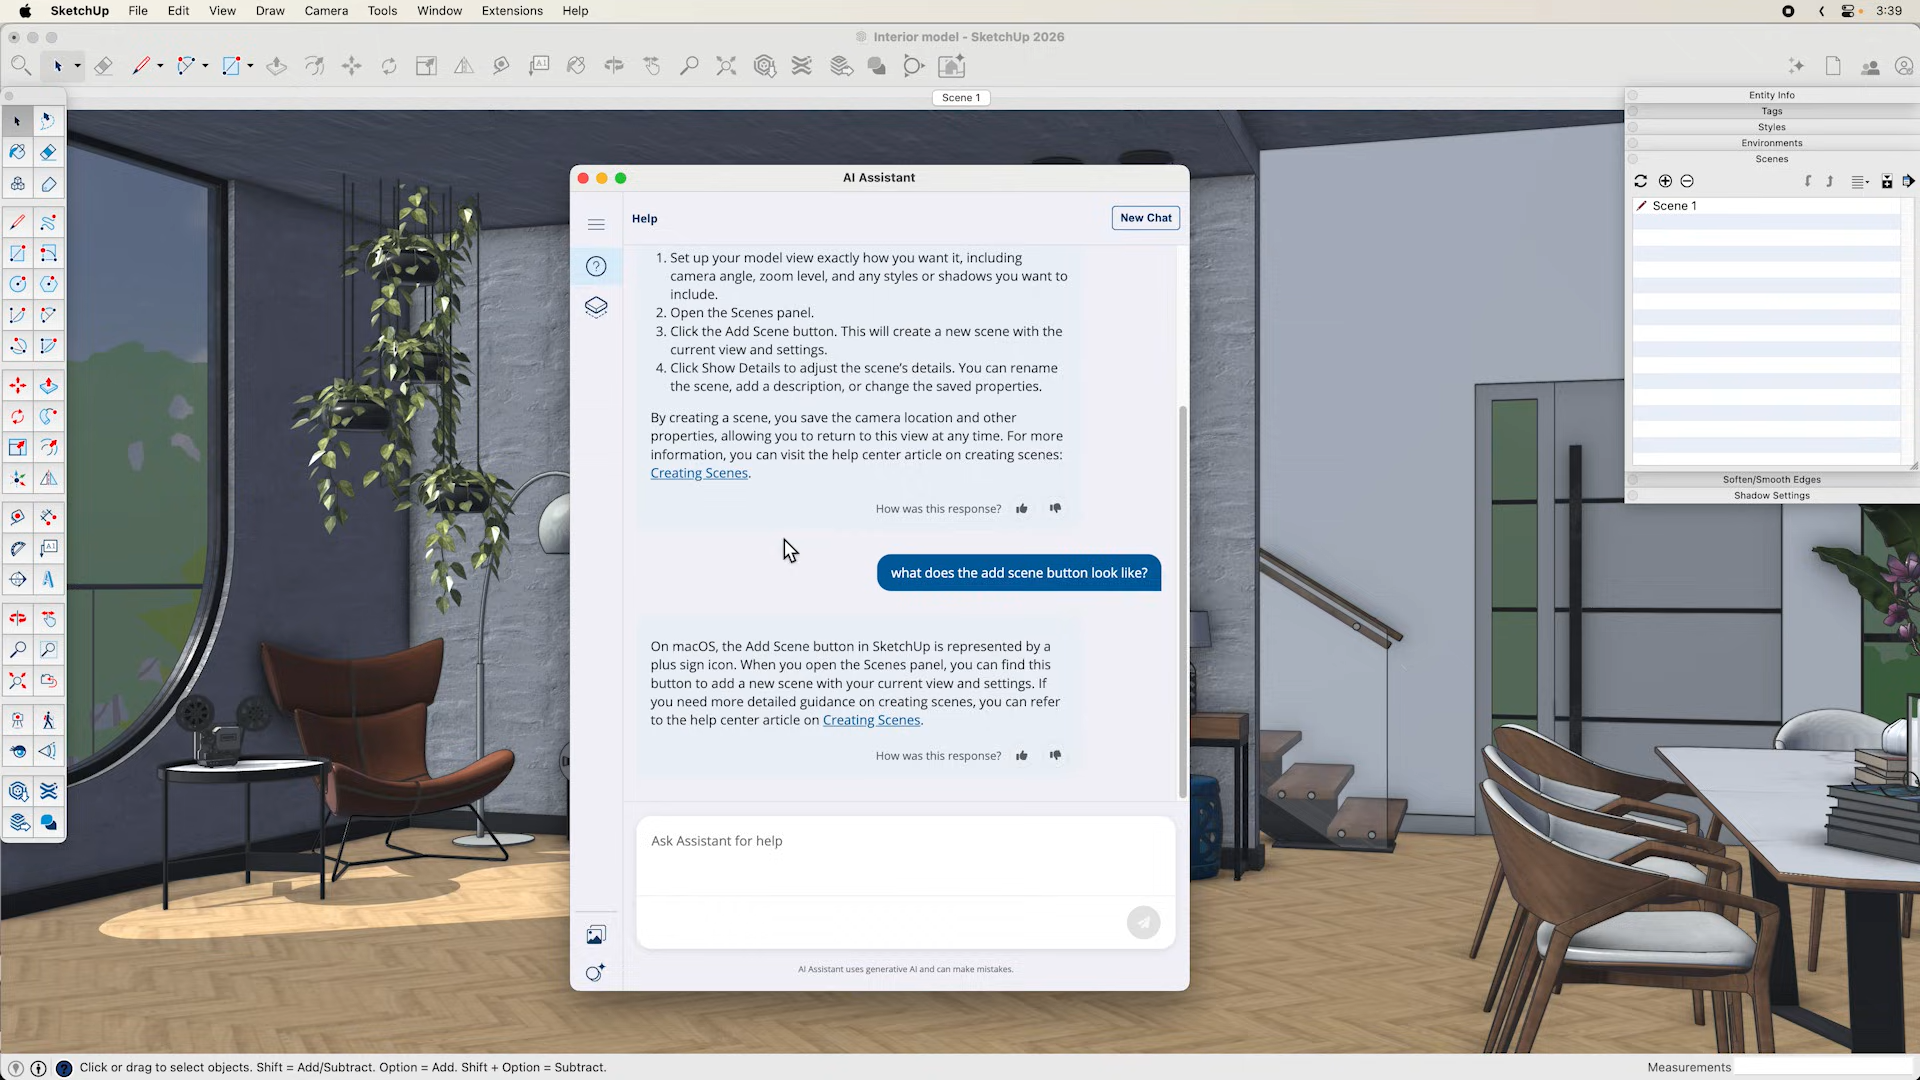 SketchUp File Edit View Draw Camera Tools Window Extensions Help 3:39
Interior model - SketchUp 2026
Scene 1
Entity Info
Tags
Styles
Environments
Scenes
Scene 1
Soften/Smooth Edges
Shadow Settings
AI Assistant
Help
New Chat
1. Set up your model view exactly how you want it, including
camera angle, zoom level, and any styles or shadows you want to
include.
2. Open the Scenes panel.
3. Click the Add Scene button. This will create a new scene with the
current view and settings.
4. Click Show Details to adjust the scene's details. You can rename
the scene, add a description, or change the saved properties.
By creating a scene, you save the camera location and other
properties, allowing you to return to this view at any time. For more
information, you can visit the help center article on creating scenes:
Creating Scenes.
How was this response?
what does the add scene button look like?
On macOS, the Add Scene button in SketchUp is represented by a
plus sign icon. When you open the Scenes panel, you can find this
button to add a new scene with your current view and settings. If
you need more detailed guidance on creating scenes, you can refer
to the help center article on Creating Scenes.
How was this response?
Ask Assistant for help
AI Assistant uses generative AI and can make mistakes.
Click or drag to select objects. Shift = Add/Subtract. Option = Add. Shift + Option = Subtract.
Measurements